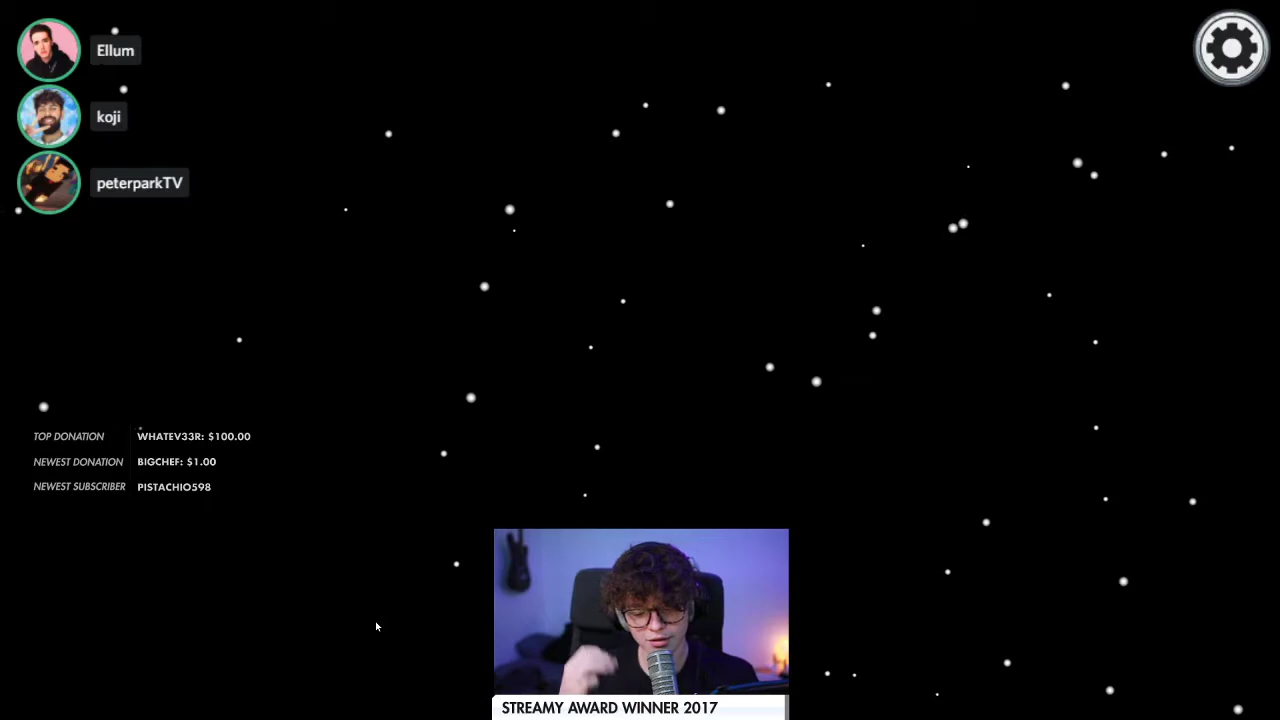 Ellum
koji
peterparkTV
TOP DONATION WHATEV33R: $100.00
NEWEST DONATION BIGCHEF: $1.00
NEWEST SUBSCRIBER PISTACHIO598
STREAMY AWARD WINNER 2017